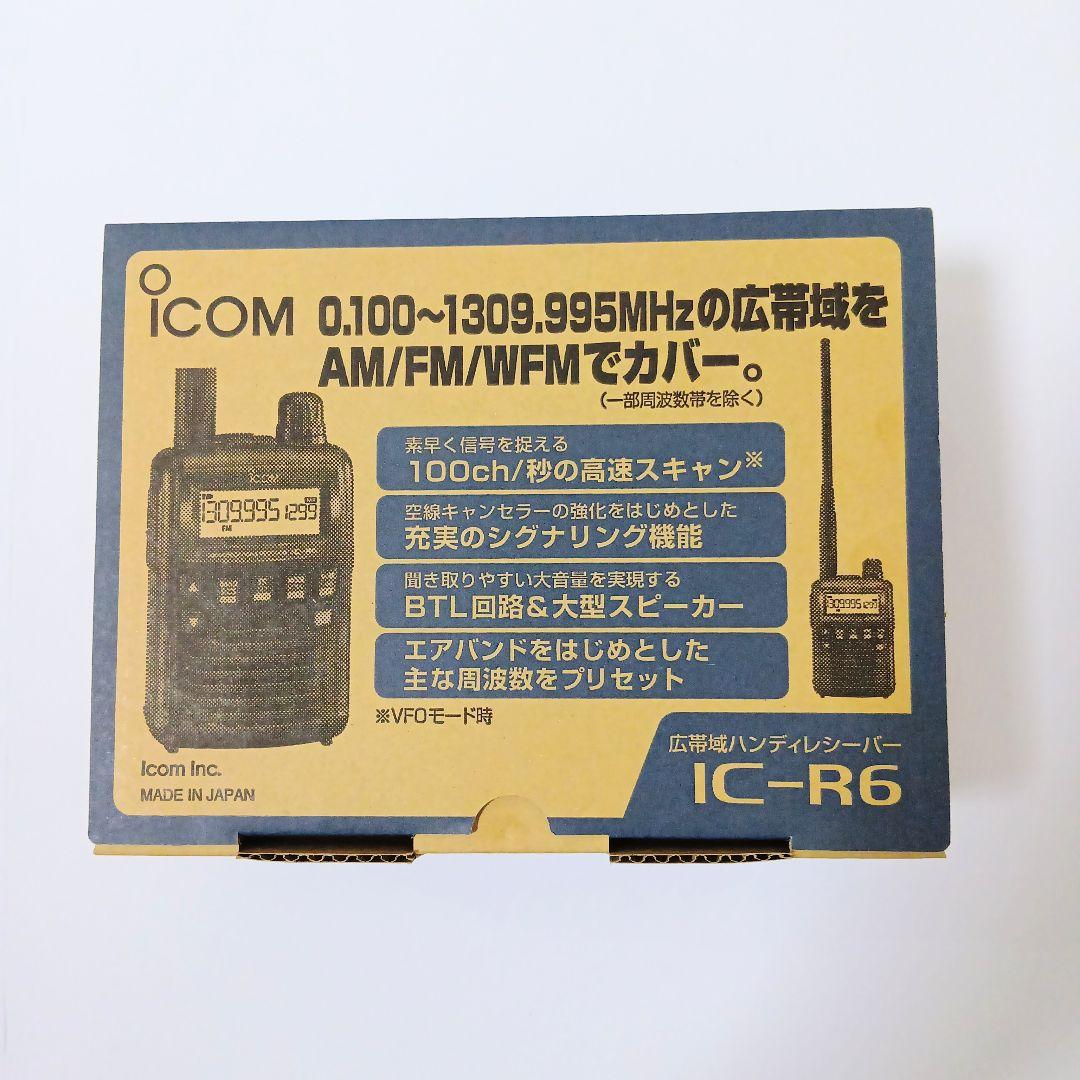 ICOM
0.100〜1309.995MHzの広帯域を
AM/FM/WFMでカバー。
(一部周波数帯を除く)
素早く信号を捉える
100ch/秒の高速スキャン※
空線キャンセラーの強化をはじめとした
充実のシグナリング機能
聞き取りやすい大音量を実現する
BTL回路&大型スピーカー
エアバンドをはじめとした
主な周波数をプリセット
※VFOモード時
Icom
1309.995 1299
FM
1309.995 1299
Icom Inc.
MADE IN JAPAN
広帯域ハンディレシーバー
IC-R6